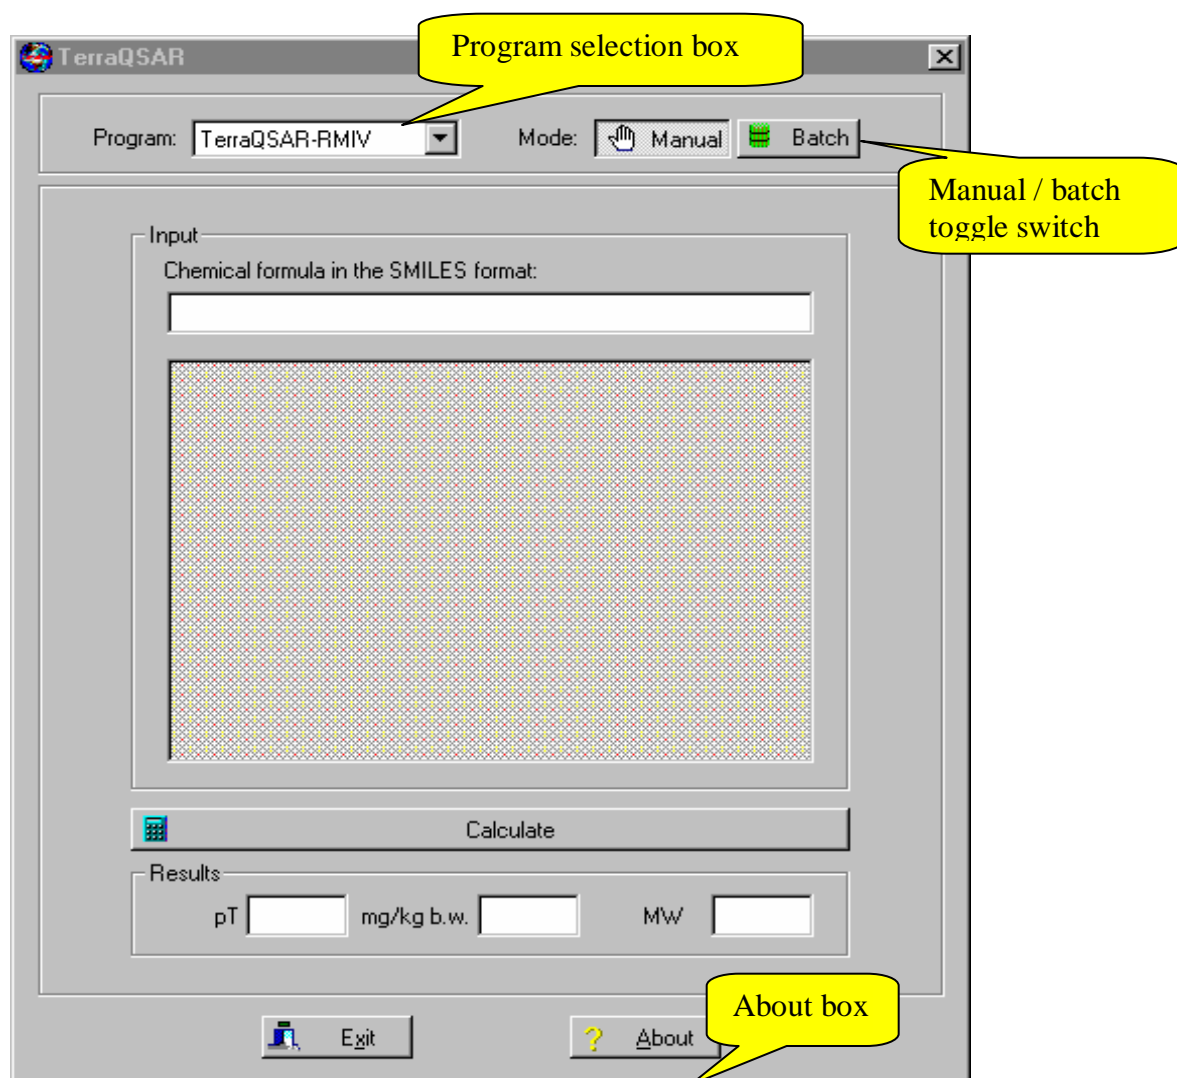 Program selection box
TerraQSAR
Program: TerraQSAR-RMIV Mode: Manual Batch
Manual / batch
toggle switch
Input
Chemical formula in the SMILES format:
Calculate
Results
pT mg/kg b.w. MW
About box
Exit ? About